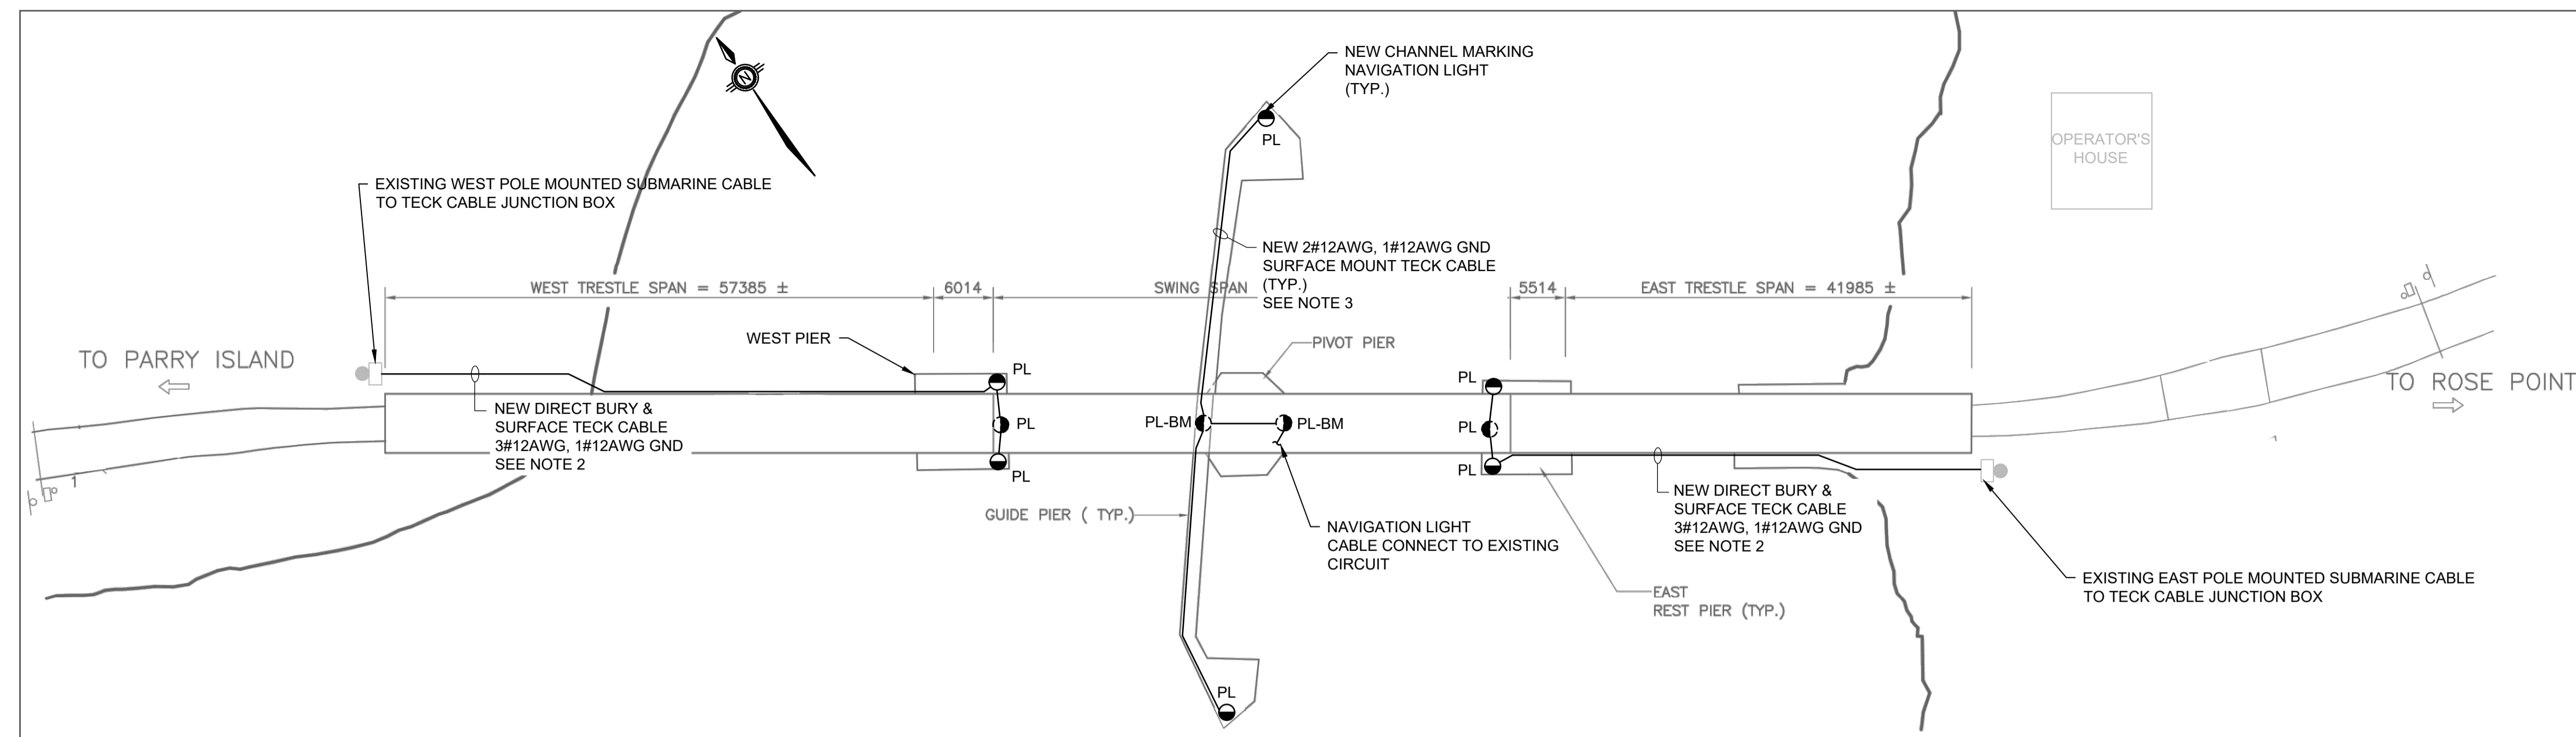 NEW CHANNEL MARKING
NAVIGATION LIGHT
(TYP.)
N
PL
OPERATOR'S
HOUSE
EXISTING WEST POLE MOUNTED SUBMARINE CABLE
TO TECK CABLE JUNCTION BOX
NEW 2#12AWG, 1#12AWG GND
SURFACE MOUNT TECK CABLE
(TYP.)
SEE NOTE 3
WEST TRESTLE SPAN = 57385 ±
6014
SWING SPAN
5514
EAST TRESTLE SPAN = 41985 ±
WEST PIER
PIVOT PIER
TO PARRY ISLAND
TO ROSE POINT
PL
PL
PL
PL-BM
PL-BM
PL
PL
PL
NEW DIRECT BURY &
SURFACE TECK CABLE
3#12AWG, 1#12AWG GND
SEE NOTE 2
GUIDE PIER ( TYP.)
NAVIGATION LIGHT
CABLE CONNECT TO EXISTING
CIRCUIT
NEW DIRECT BURY &
SURFACE TECK CABLE
3#12AWG, 1#12AWG GND
SEE NOTE 2
EAST
REST PIER (TYP.)
EXISTING EAST POLE MOUNTED SUBMARINE CABLE
TO TECK CABLE JUNCTION BOX
PL